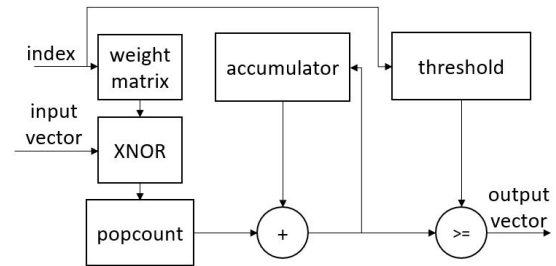 index
weight
matrix
accumulator
threshold
input
vector
XNOR
popcount
+
>=
output
vector